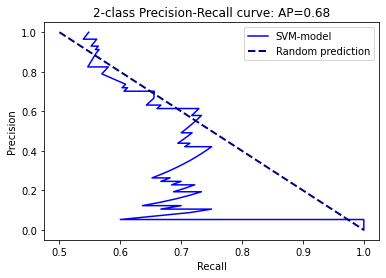 2-class Precision-Recall curve: AP=0.68
SVM-model
Random prediction
Precision
1.0
0.8
0.6
0.4
0.2
0.0
0.5 0.6 0.7 0.8 0.9 1.0
Recall